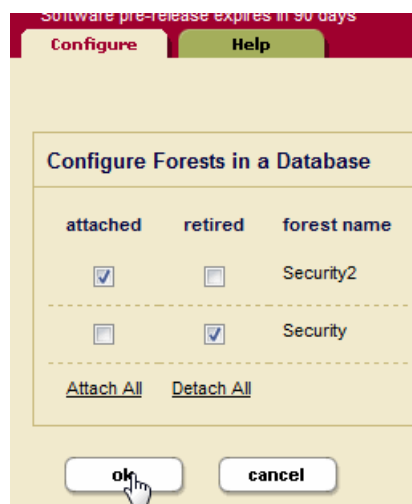 Software pre-release expires in 90 days
Configure Help
Configure Forests in a Database
attached retired forest name
Security2
Security
Attach All Detach All
ok cancel